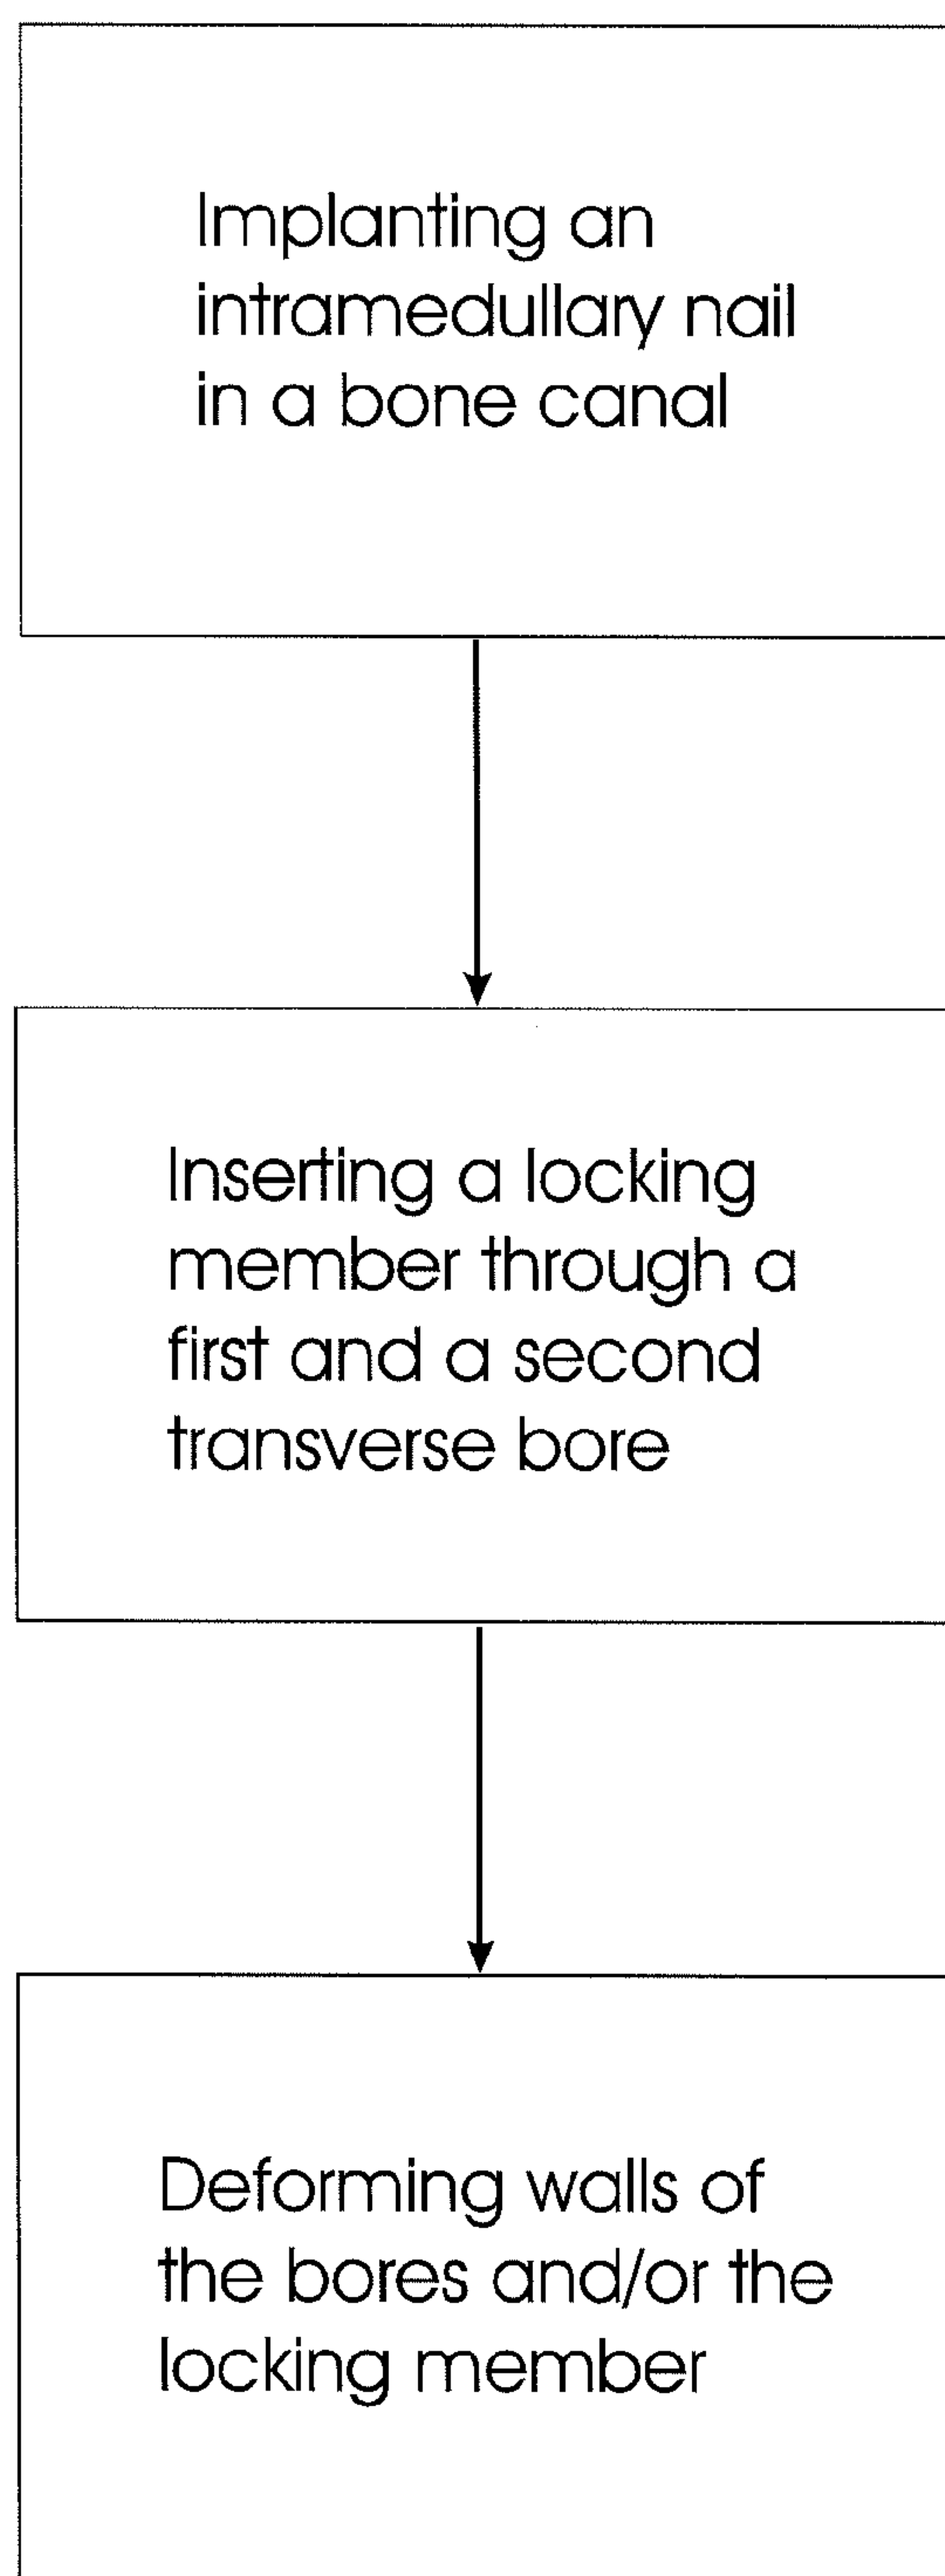 Implanting an
intramedullary nail
in a bone canal
Inserting a locking
member through a
first and a second
transverse bore
Deforming walls of
the bores and/or the
locking member